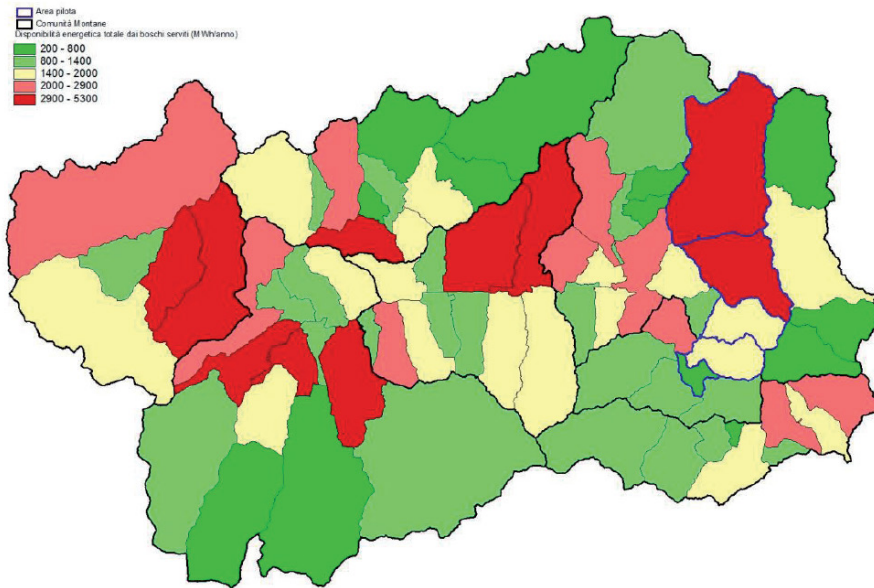 Area pilota
Comunità Montane
Disponibilità energetica totale dai boschi serviti (MWh/anno)
200 - 800
800 - 1400
1400 - 2000
2000 - 2900
2900 - 5300